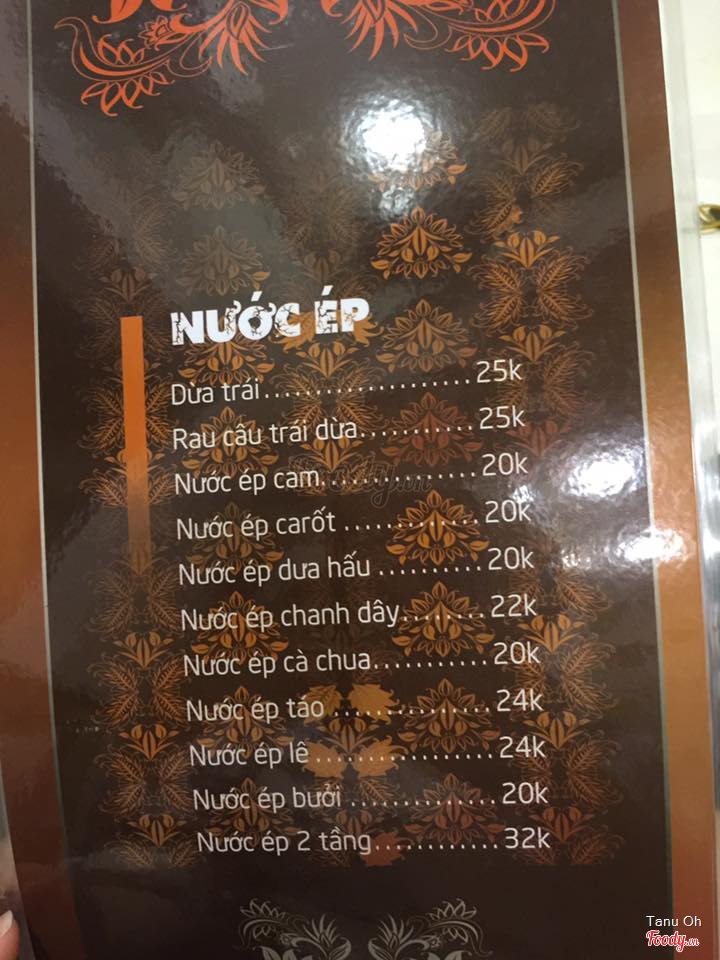 NƯỚC ÉP
Dừa trái.....................25k
Rau câu trái dừa............25k
Nước ép cam................20k
Nước ép carốt ..............20k
Nước ép dưa hấu ..........20k
Nước ép chanh dây........22k
Nước ép cà chua...........20k
Nước ép táo ................24k
Nước ép lê ..................24k
Nước ép bưởi ...............20k
Nước ép 2 tầng............32k
Tanu Oh
Foody.vn